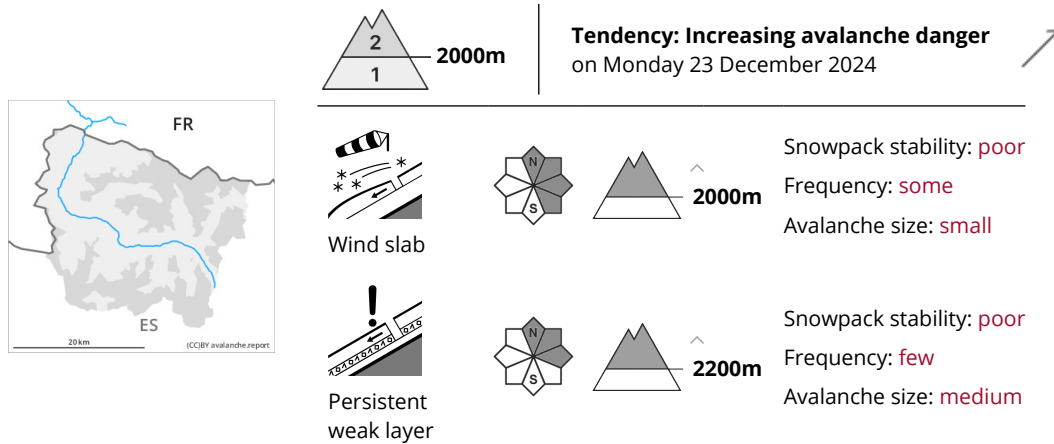 2
1
2000m
Tendency: Increasing avalanche danger
on Monday 23 December 2024
FR
ES
20 km
(CC)BY avalanche.report
Wind slab
N
S
2000m
Snowpack stability: poor
Frequency: some
Avalanche size: small
Persistent
weak layer
N
S
2200m
Snowpack stability: poor
Frequency: few
Avalanche size: medium